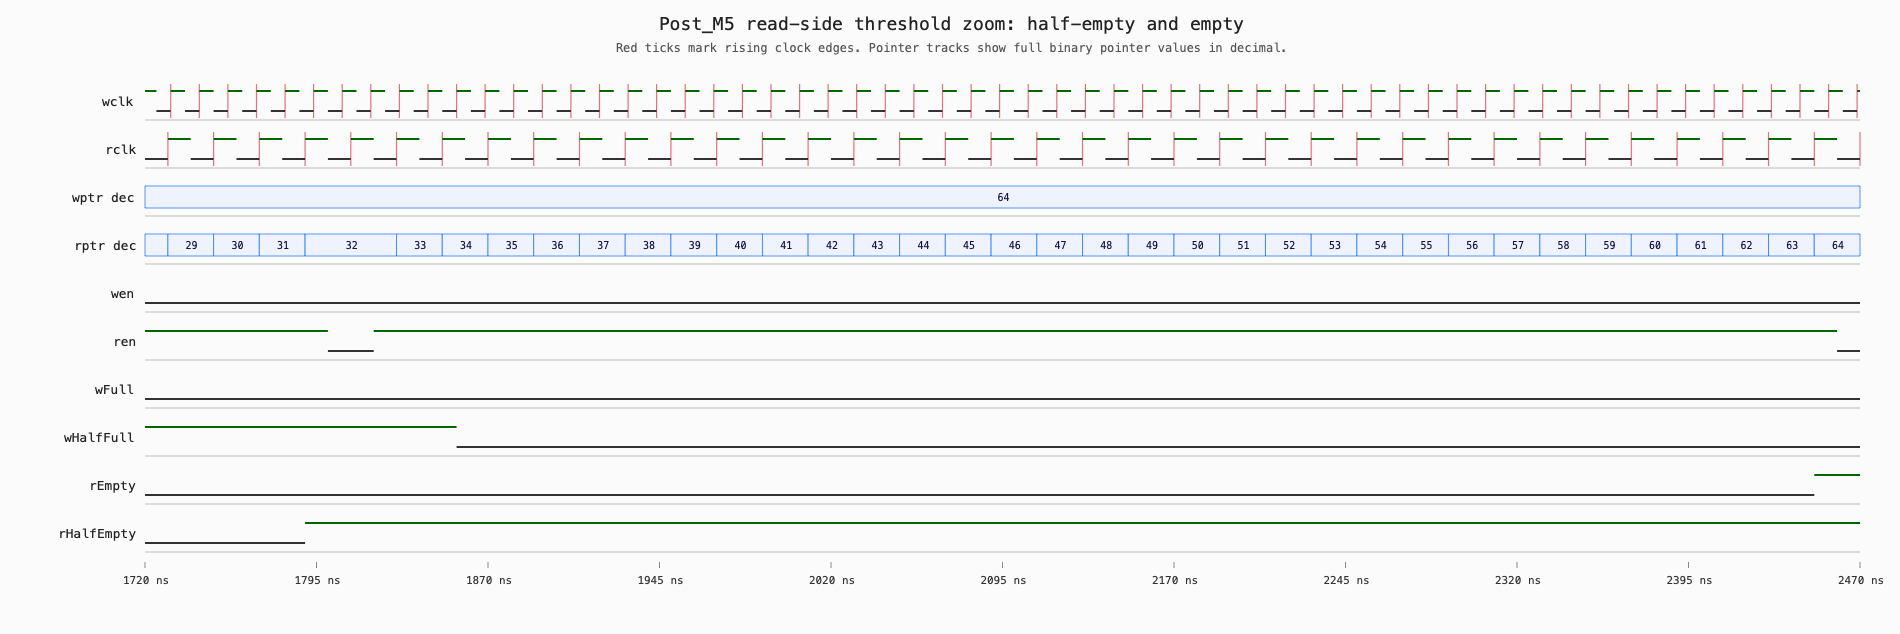 Post_M5 read-side threshold zoom: half-empty and empty
Red ticks mark rising clock edges. Pointer tracks show full binary pointer values in decimal.
wclk
rclk
wptr dec 64
rptr dec 29 30 31 32 33 34 35 36 37 38 39 40 41 42 43 44 45 46 47 48 49 50 51 52 53 54 55 56 57 58 59 60 61 62 63 64
wen
ren
wFull
wHalfFull
rEmpty
rHalfEmpty
1720 ns 1795 ns 1870 ns 1945 ns 2020 ns 2095 ns 2170 ns 2245 ns 2320 ns 2395 ns 2470 ns